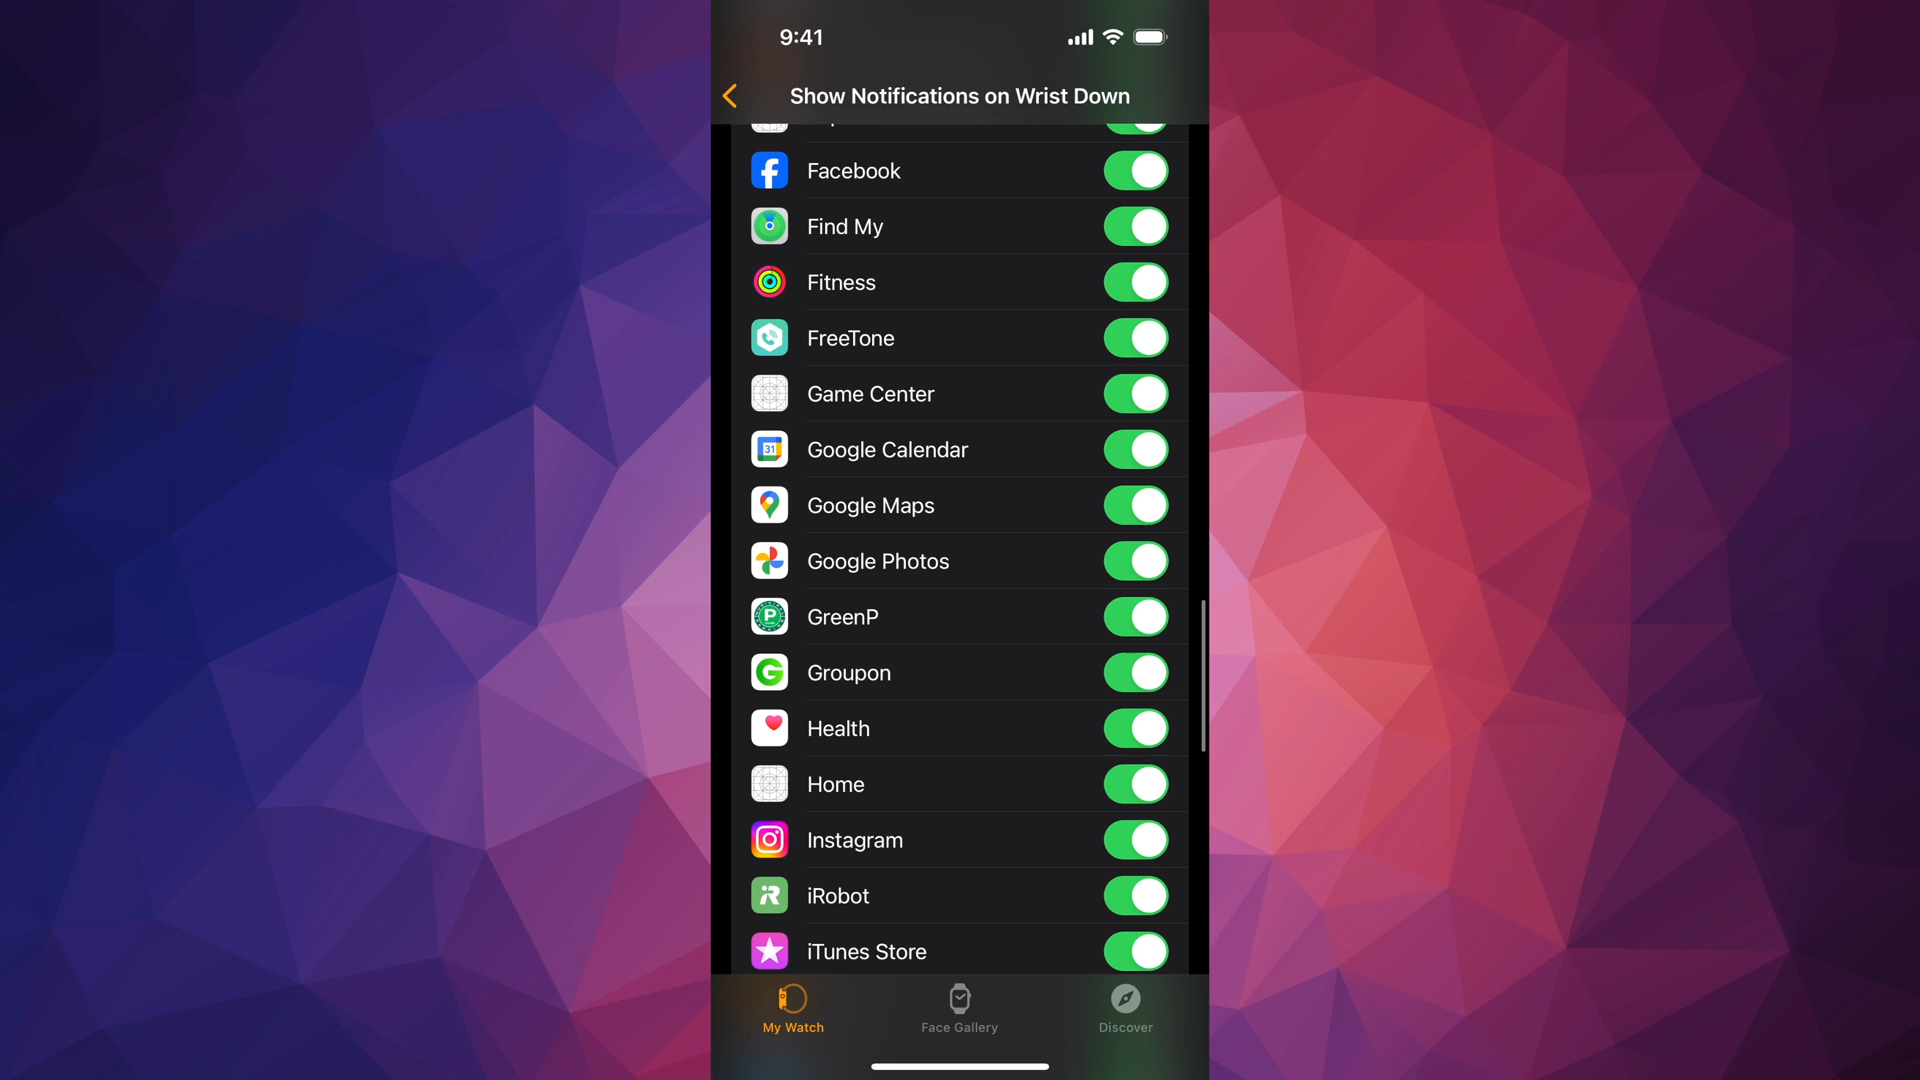 9:41
Show Notifications on Wrist Down
Facebook
Find My
Fitness
FreeTone
Game Center
Google Calendar
31
Google Maps
Google Photos
GreenP
P
Groupon
G
Health
Home
Instagram
iRobot
iR
iTunes Store
My Watch
Face Gallery
Discover